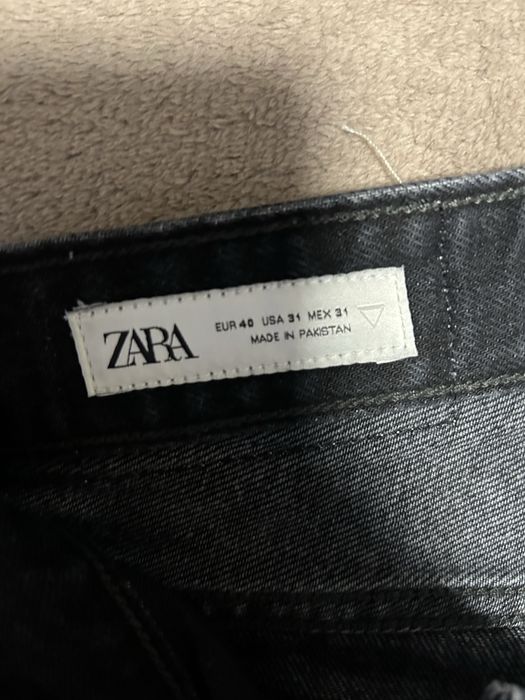 ZARA
EUR 40 USA 31 MEX 31
MADE IN PAKISTAN